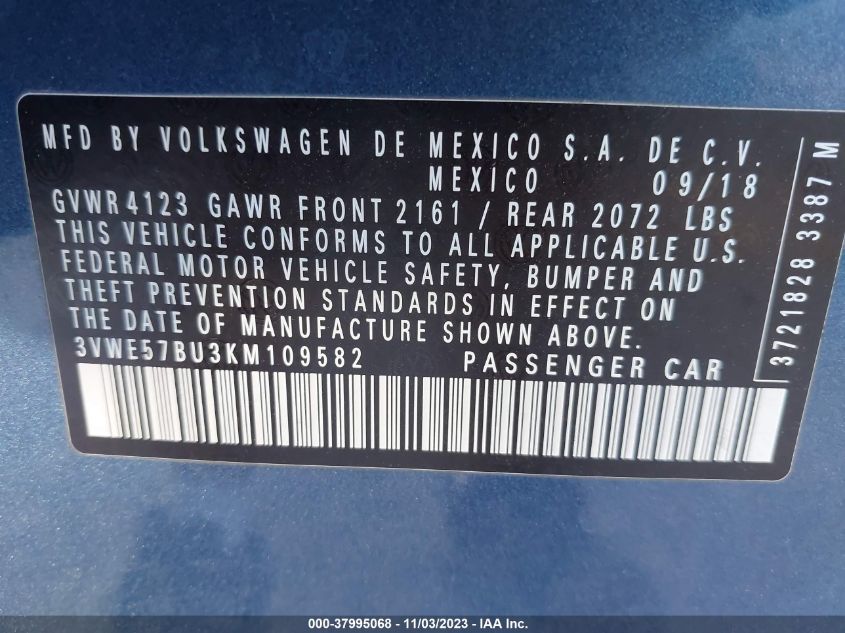 MFD BY VOLKSWAGEN DE MEXICO S.A. DE C.V.
MEXICO 09/18
GVWR 4123 GAWR FRONT 2161 / REAR 2072 LBS
THIS VEHICLE CONFORMS TO ALL APPLICABLE U.S.
FEDERAL MOTOR VEHICLE SAFETY, BUMPER AND
THEFT PREVENTION STANDARDS IN EFFECT ON
THE DATE OF MANUFACTURE SHOWN ABOVE.
3VWE57BU3KM109582 PASSENGER CAR
3721828 3387 M
000-37995068 - 11/03/2023 - IAA Inc.